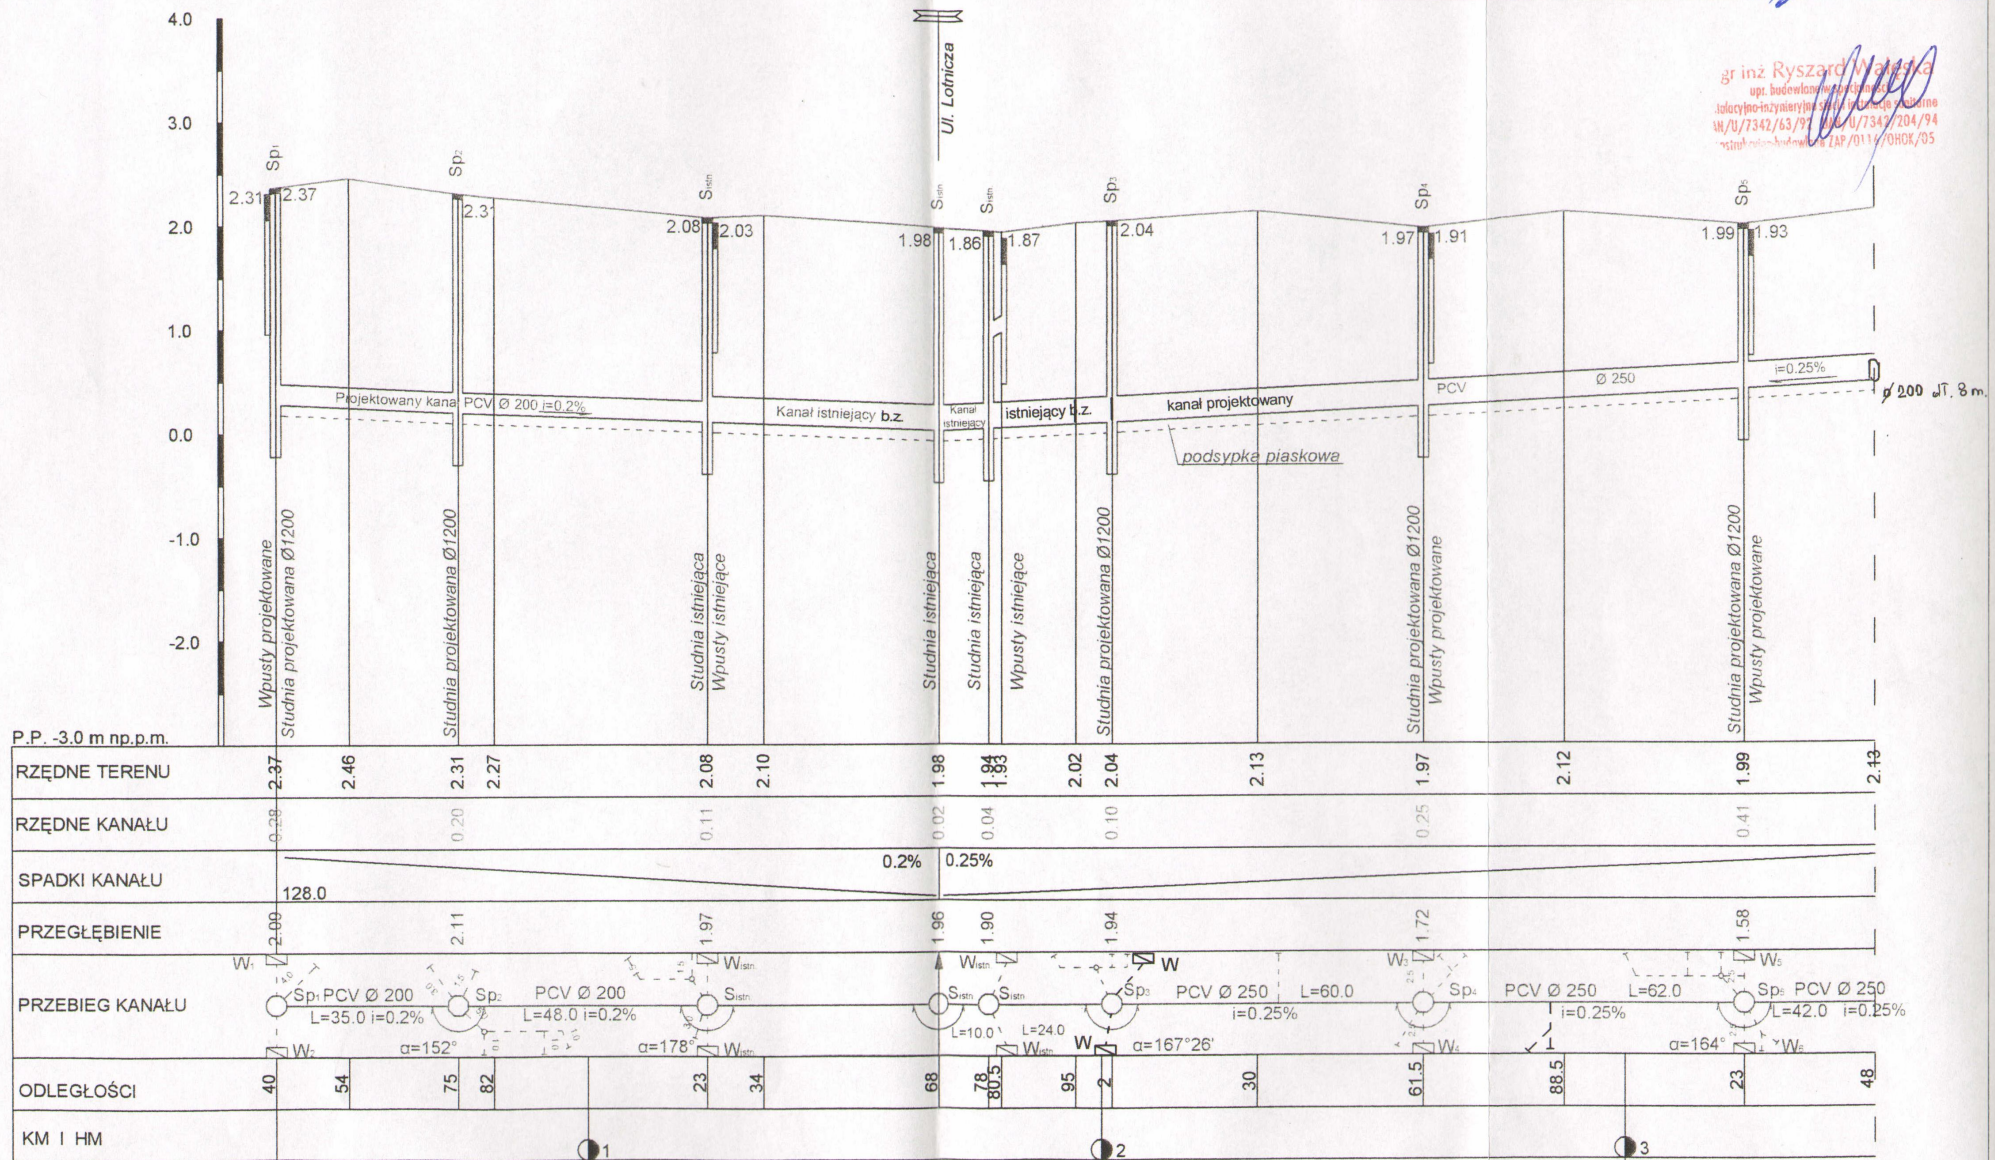 4.0
3.0
2.0
1.0
0.0
-1.0
-2.0
Ul. Lotnicza
gr inż Ryszard
upr. budowlane w specjalności
AN/U/7342/63/92 U/7342/204/94
ZAP/0114/OHOK/05
Sp1
Sp2
Sistn
Sistn
Sistn
Sp3
Sp4
Sp5
2.31
2.37
2.31
2.08
2.03
1.98
1.86
1.87
2.04
1.97
1.91
1.99
1.93
Projektowany kanał PCV Ø 200 i=0.2%
Kanał istniejący b.z.
Kanał
istniejący
istniejący b.z.
kanał projektowany
PCV
Ø 250
i=0.25%
ø 200 dł. 8 m.
podsypka piaskowa
Wpusty projektowane
Studnia projektowana Ø1200
Studnia projektowana Ø1200
Studnia istniejąca
Wpusty istniejące
Studnia istniejąca
Studnia istniejąca
Wpusty istniejące
Studnia projektowana Ø1200
Studnia projektowana Ø1200
Wpusty projektowane
Studnia projektowana Ø1200
Wpusty projektowane
P.P. -3.0 m np.p.m.
RZĘDNE TERENU 2.37 2.46 2.31 2.27 2.08 2.10 1.98 1.94 1.93 2.02 2.04 2.13 1.97 2.12 1.99 2.13
RZĘDNE KANAŁU 0.28 0.20 0.11 0.02 0.04 0.10 0.25 0.41
SPADKI KANAŁU 128.0 0.2% 0.25%
PRZEGŁĘBIENIE 2.09 2.11 1.97 1.96 1.90 1.94 1.72 1.58
W1 Wistn. Wistn W W3 W5
PRZEBIEG KANAŁU Sp1 PCV Ø 200 Sp2 PCV Ø 200 Sistn Sistn Sistn Sp3 PCV Ø 250 L=60.0 Sp4 PCV Ø 250 L=62.0 Sp5 PCV Ø 250
L=35.0 i=0.2% L=48.0 i=0.2% L=10.0 L=24.0 i=0.25% i=0.25% L=42.0 i=0.25%
W2 α=152° α=178° Wistn Wistn W α=167°26' W4 α=164° W6
ODLEGŁOŚCI 40 54 75 82 23 34 68 78 80.5 95 2 30 61.5 88.5 23 48
KM I HM 1 2 3